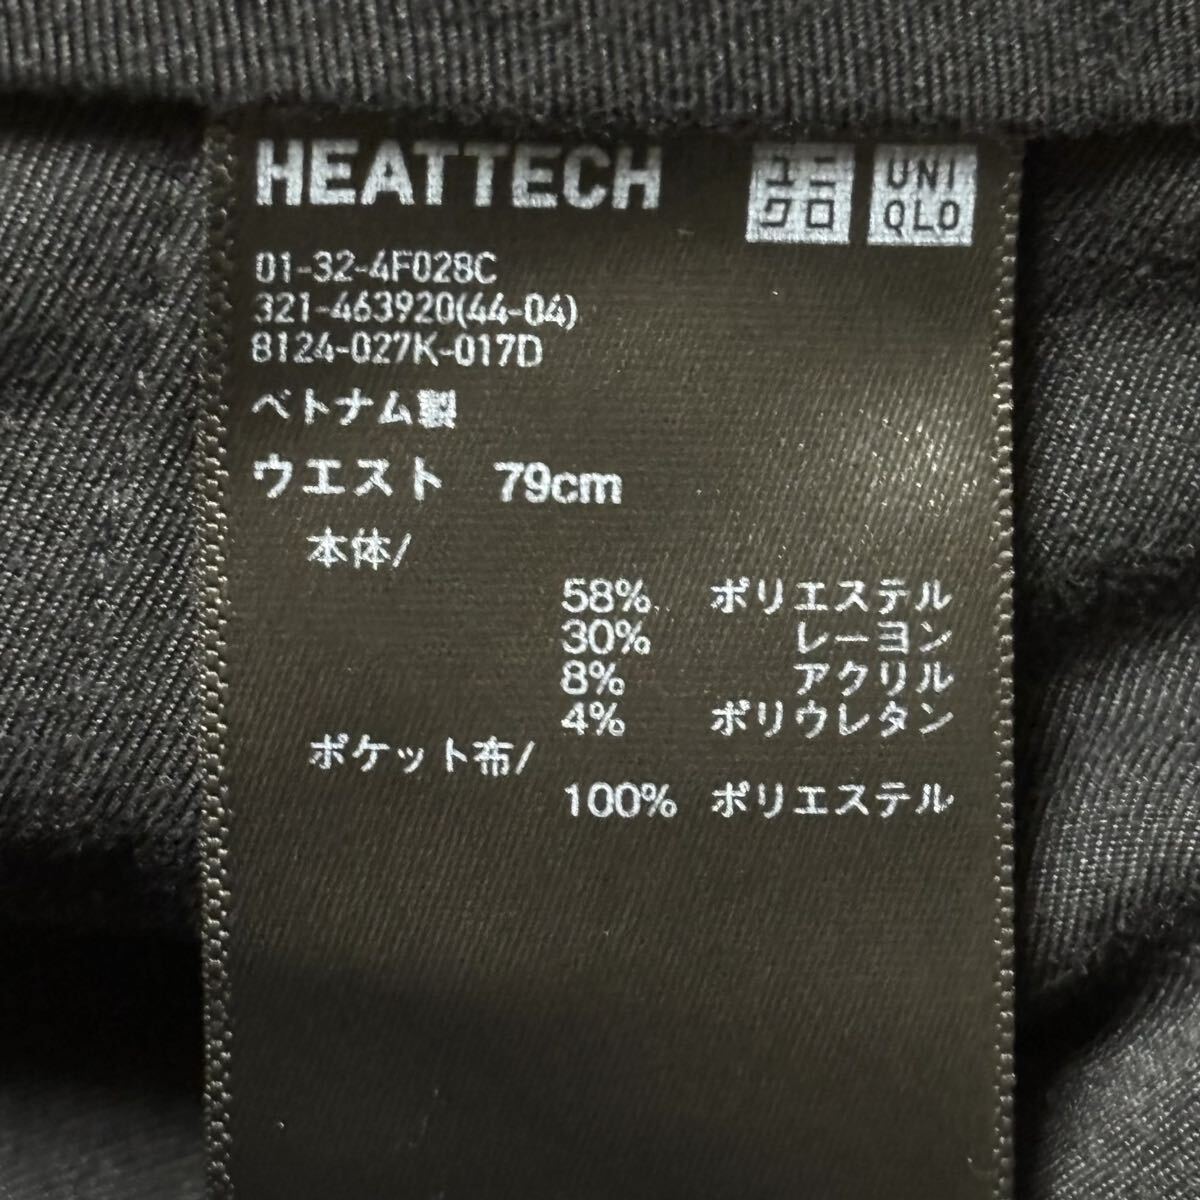 HEATTECH
ユニ
クロ
UNI
QLO
01-32-4F028C
321-463920(44-04)
8124-027K-017D
ベトナム製
ウエスト 79cm
本体/
58% ポリエステル
30% レーヨン
8% アクリル
4% ポリウレタン
ポケット布/
100% ポリエステル